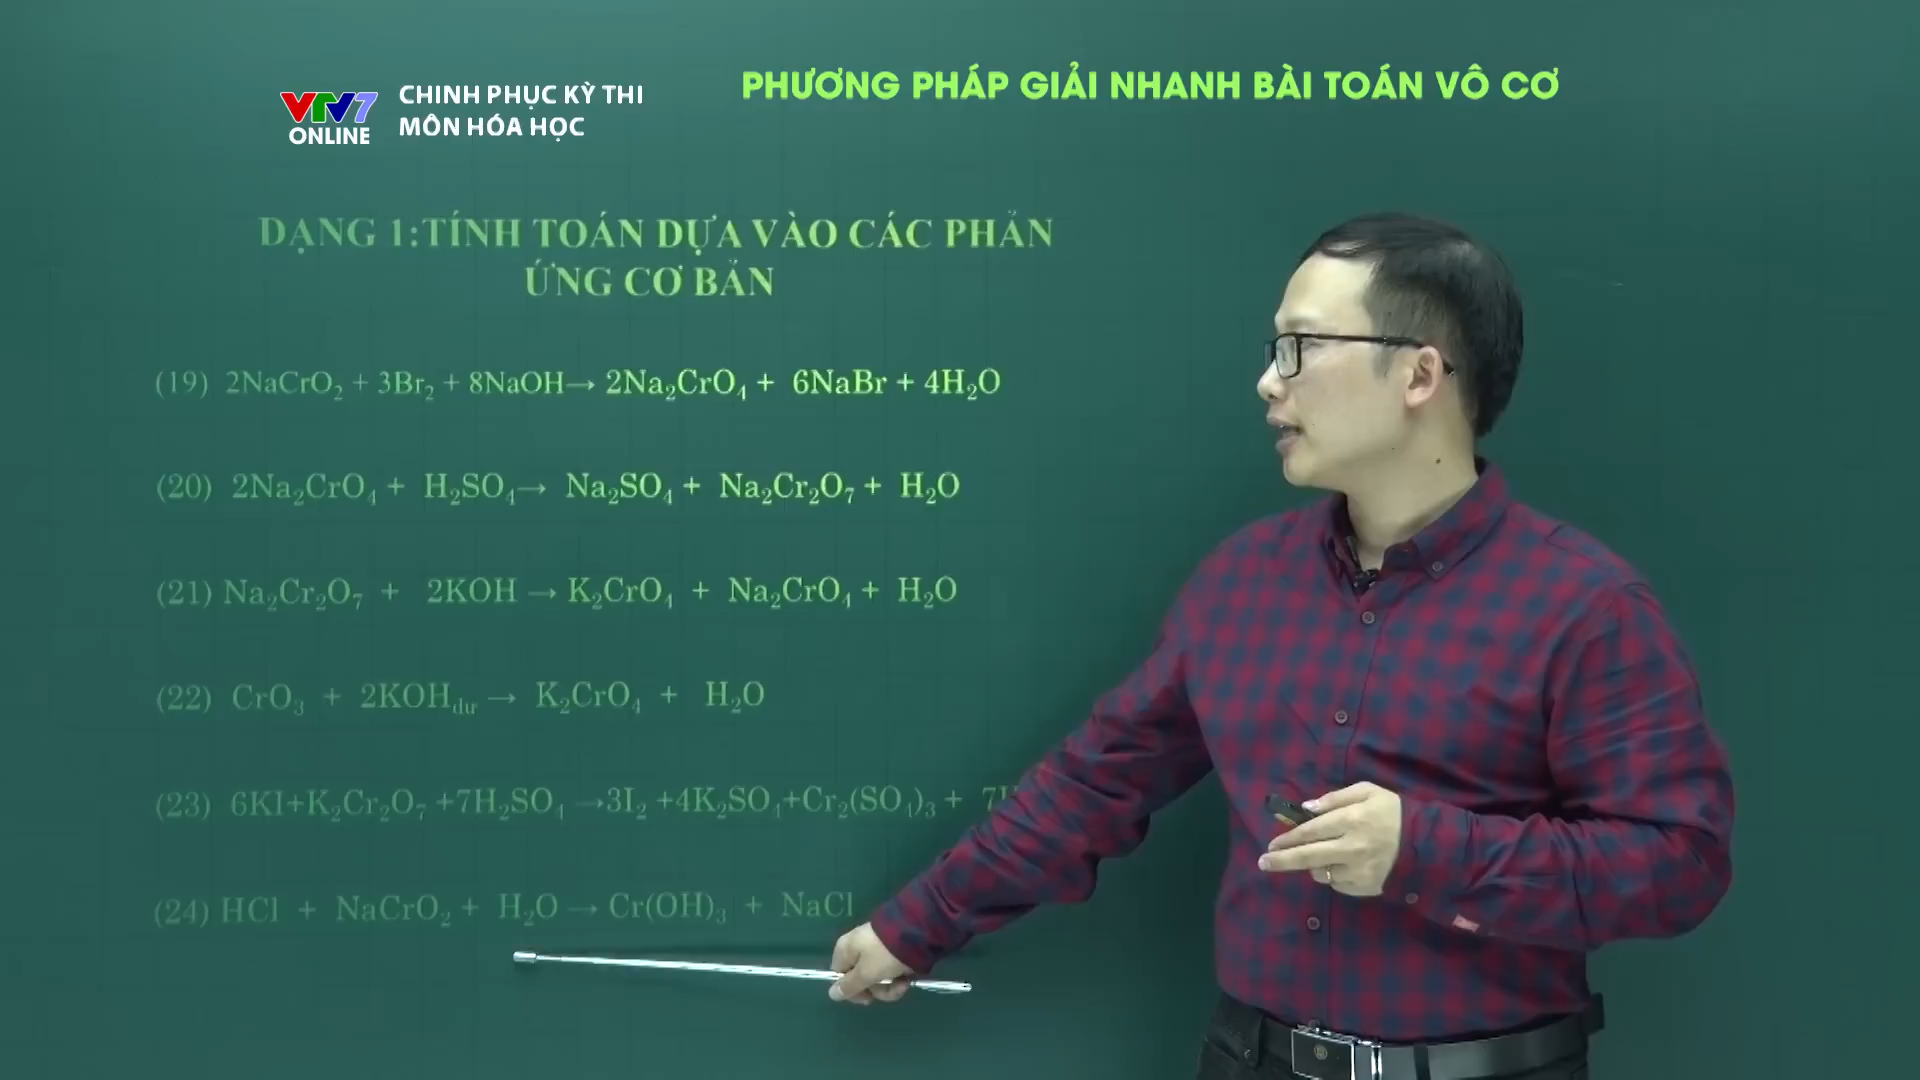 VTV7
ONLINE
CHINH PHỤC KỲ THI
MÔN HÓA HỌC
PHƯƠNG PHÁP GIẢI NHANH BÀI TOÁN VÔ CƠ
DẠNG 1:TÍNH TOÁN DỰA VÀO CÁC PHẢN
ỨNG CƠ BẢN
(19) 2NaCrO₂ + 3Br₂ + 8NaOH→ 2Na₂CrO₄ + 6NaBr + 4H₂O
(20) 2Na₂CrO₄ + H₂SO₄→ Na₂SO₄ + Na₂Cr₂O₇ + H₂O
(21) Na₂Cr₂O₇ + 2KOH → K₂CrO₄ + Na₂CrO₄ + H₂O
(22) CrO₃ + 2KOH dư → K₂CrO₄ + H₂O
(23) 6KI+K₂Cr₂O₇ +7H₂SO₄ →3I₂ +4K₂SO₄+Cr₂(SO₄)₃ +
(24) HCl + NaCrO₂ + H₂O → Cr(OH)₃ + NaCl